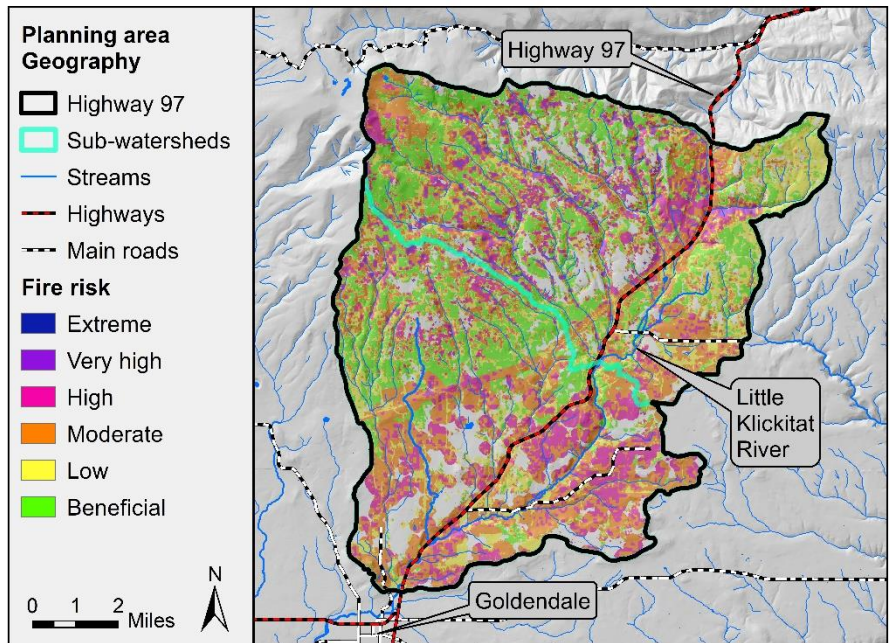 Planning area
Geography
Highway 97
Sub-watersheds
Streams
Highways
Main roads
Fire risk
Extreme
Very high
High
Moderate
Low
Beneficial
0 1 2
Miles
N
Highway 97
Little
Klickitat
River
Goldendale